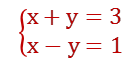 x + y = 3
x − y = 1